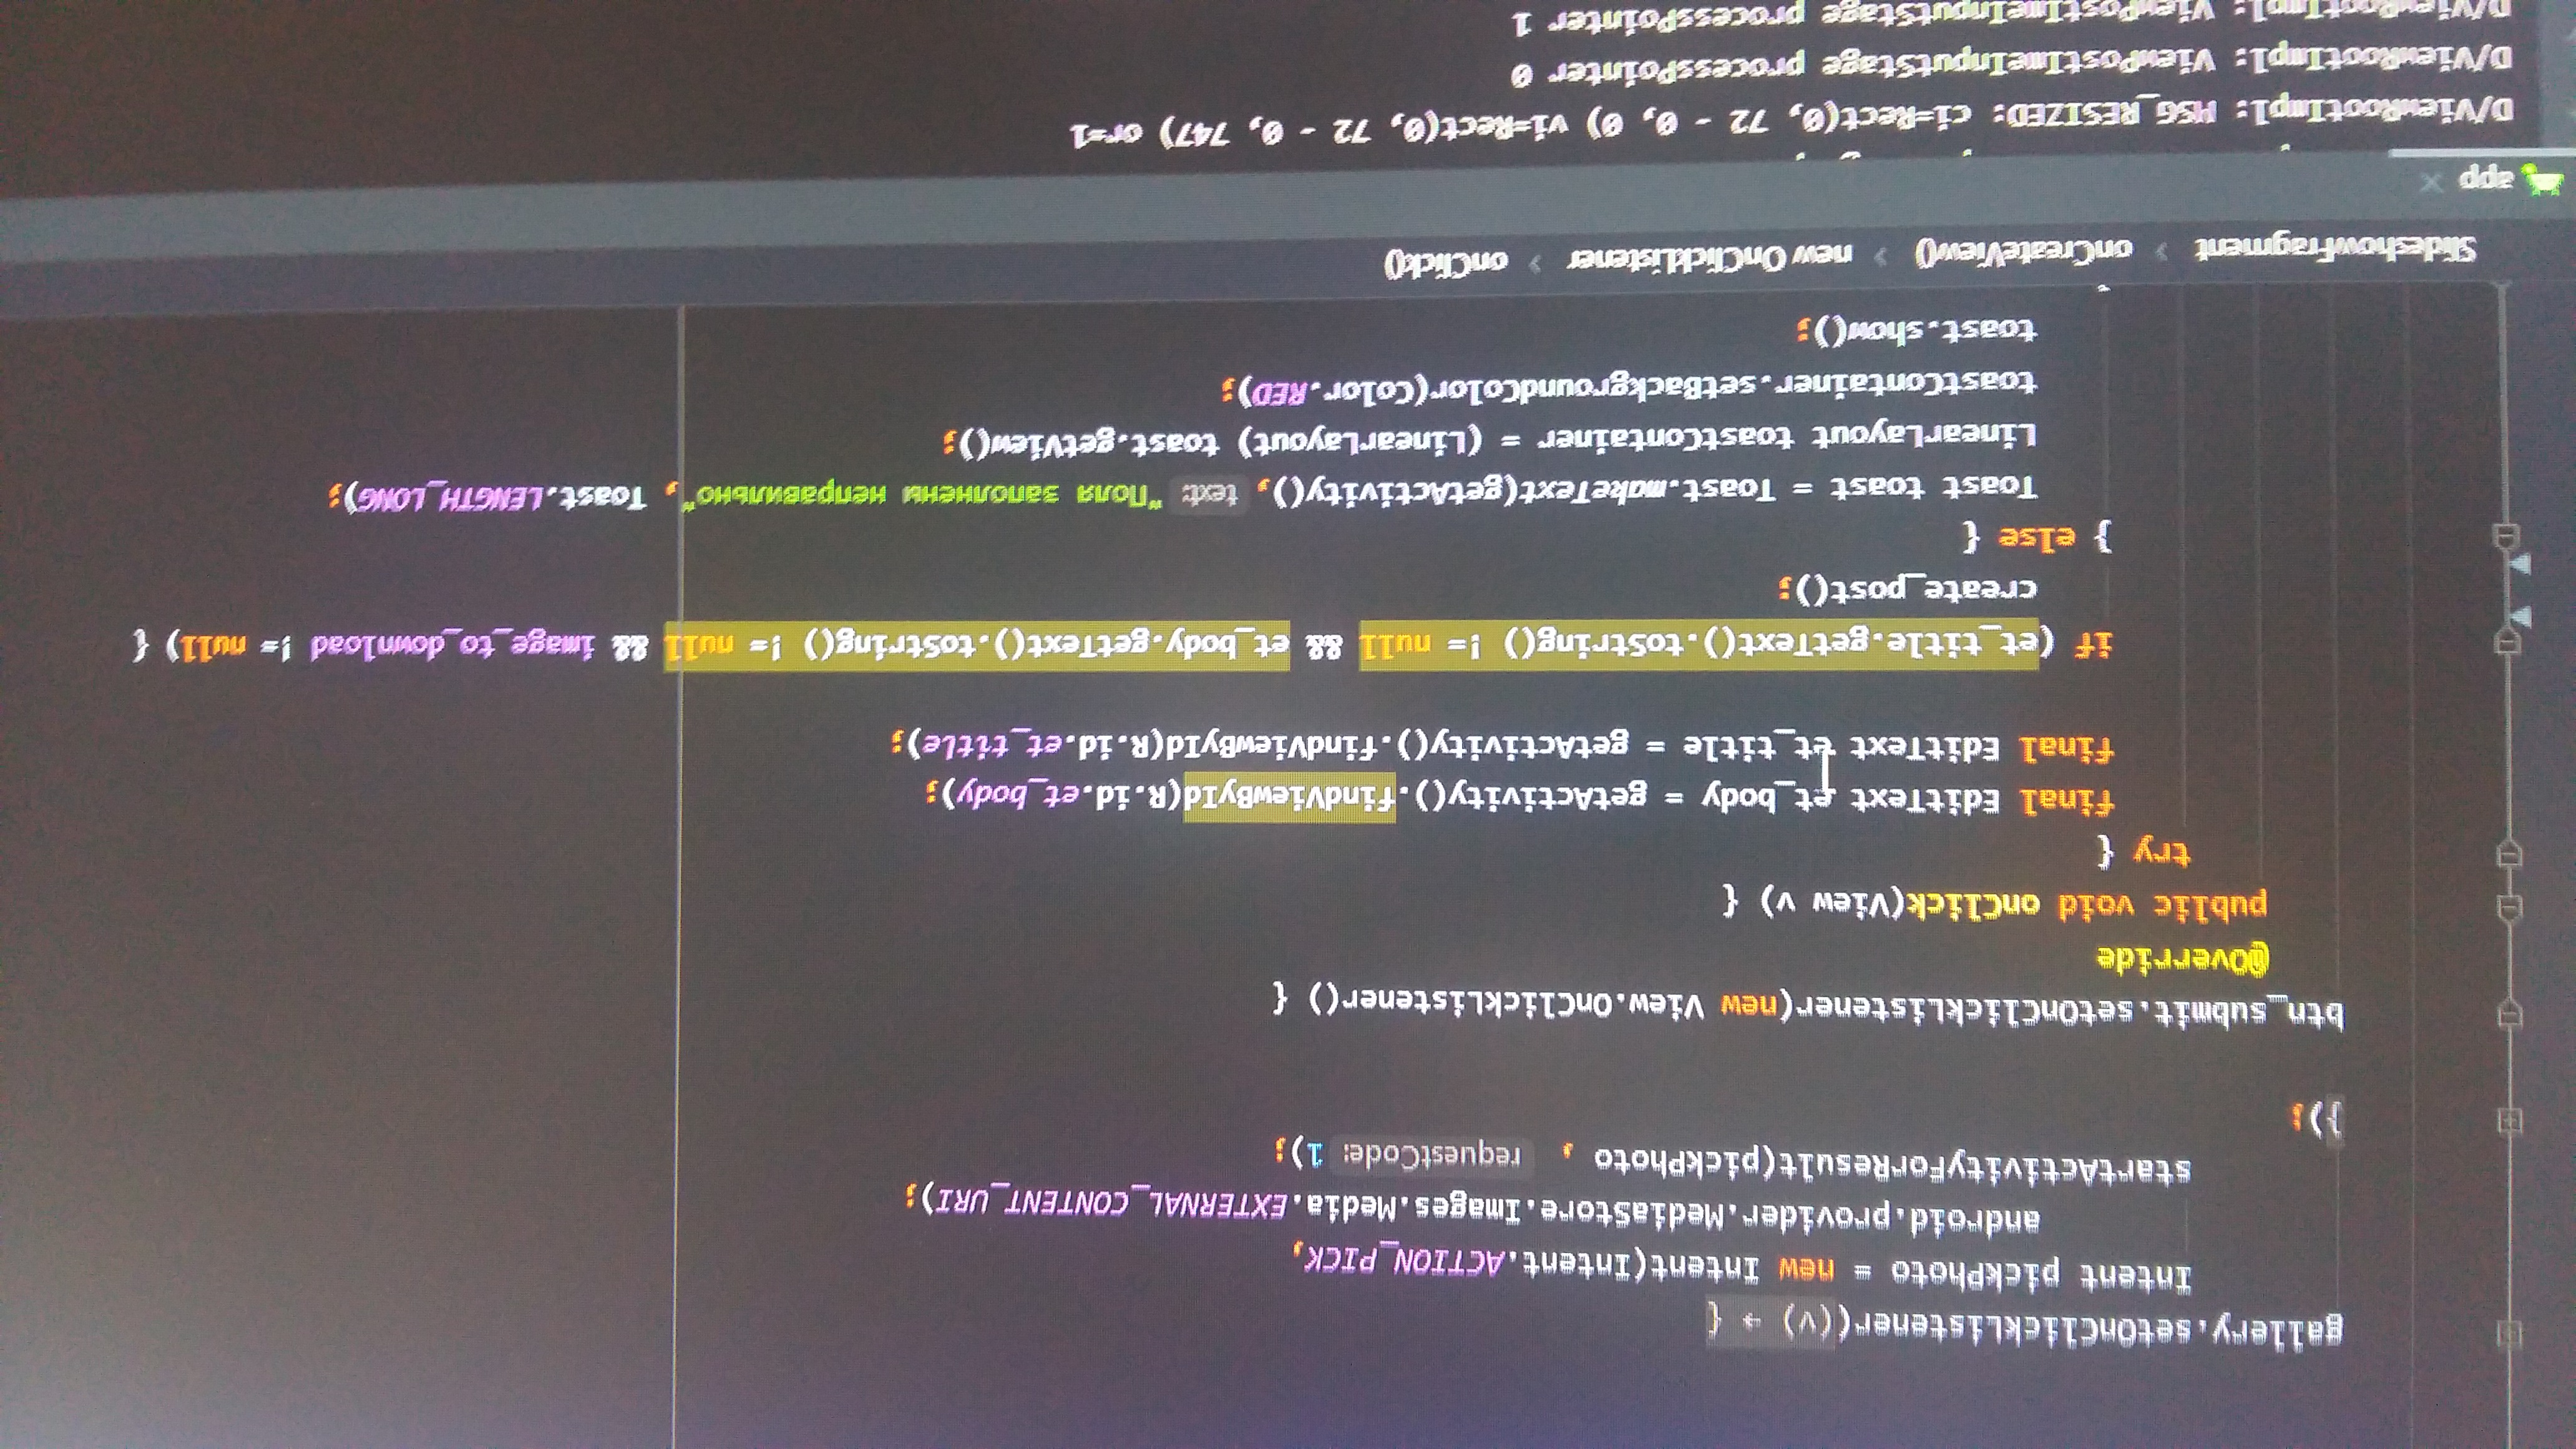 gallery.setOnClickListener((v) → {
Intent pickPhoto = new Intent(Intent.ACTION_PICK,
android.provider.MediaStore.Images.Media.EXTERNAL_CONTENT_URI);
startActivityForResult(pickPhoto , requestCode: 1);
});
btn_submit.setOnClickListener(new View.OnClickListener() {
@Override
public void onClick(View v) {
try {
final EditText et_body = getActivity().findViewById(R.id.et_body);
final EditText et_title = getActivity().findViewById(R.id.et_title);
if (et_title.getText().toString() != null && et_body.getText().toString() != null && image_to_download != null) {
create_post();
} else {
Toast toast = Toast.makeText(getActivity(), text: "Поля заполнены неправильно", Toast.LENGTH_LONG);
LinearLayout toastContainer = (LinearLayout) toast.getView();
toastContainer.setBackgroundColor(Color.RED);
toast.show();
SlideshowFragment › onCreateView() › new OnClickListener › onClick()
app ×
D/ViewRootImpl: MSG_RESIZED: ci=Rect(0, 72 - 0, 0) vi=Rect(0, 72 - 0, 747) or=1
D/ViewRootImpl: ViewPostImeInputStage processPointer 0
D/ViewRootImpl: ViewPostImeInputStage processPointer 1